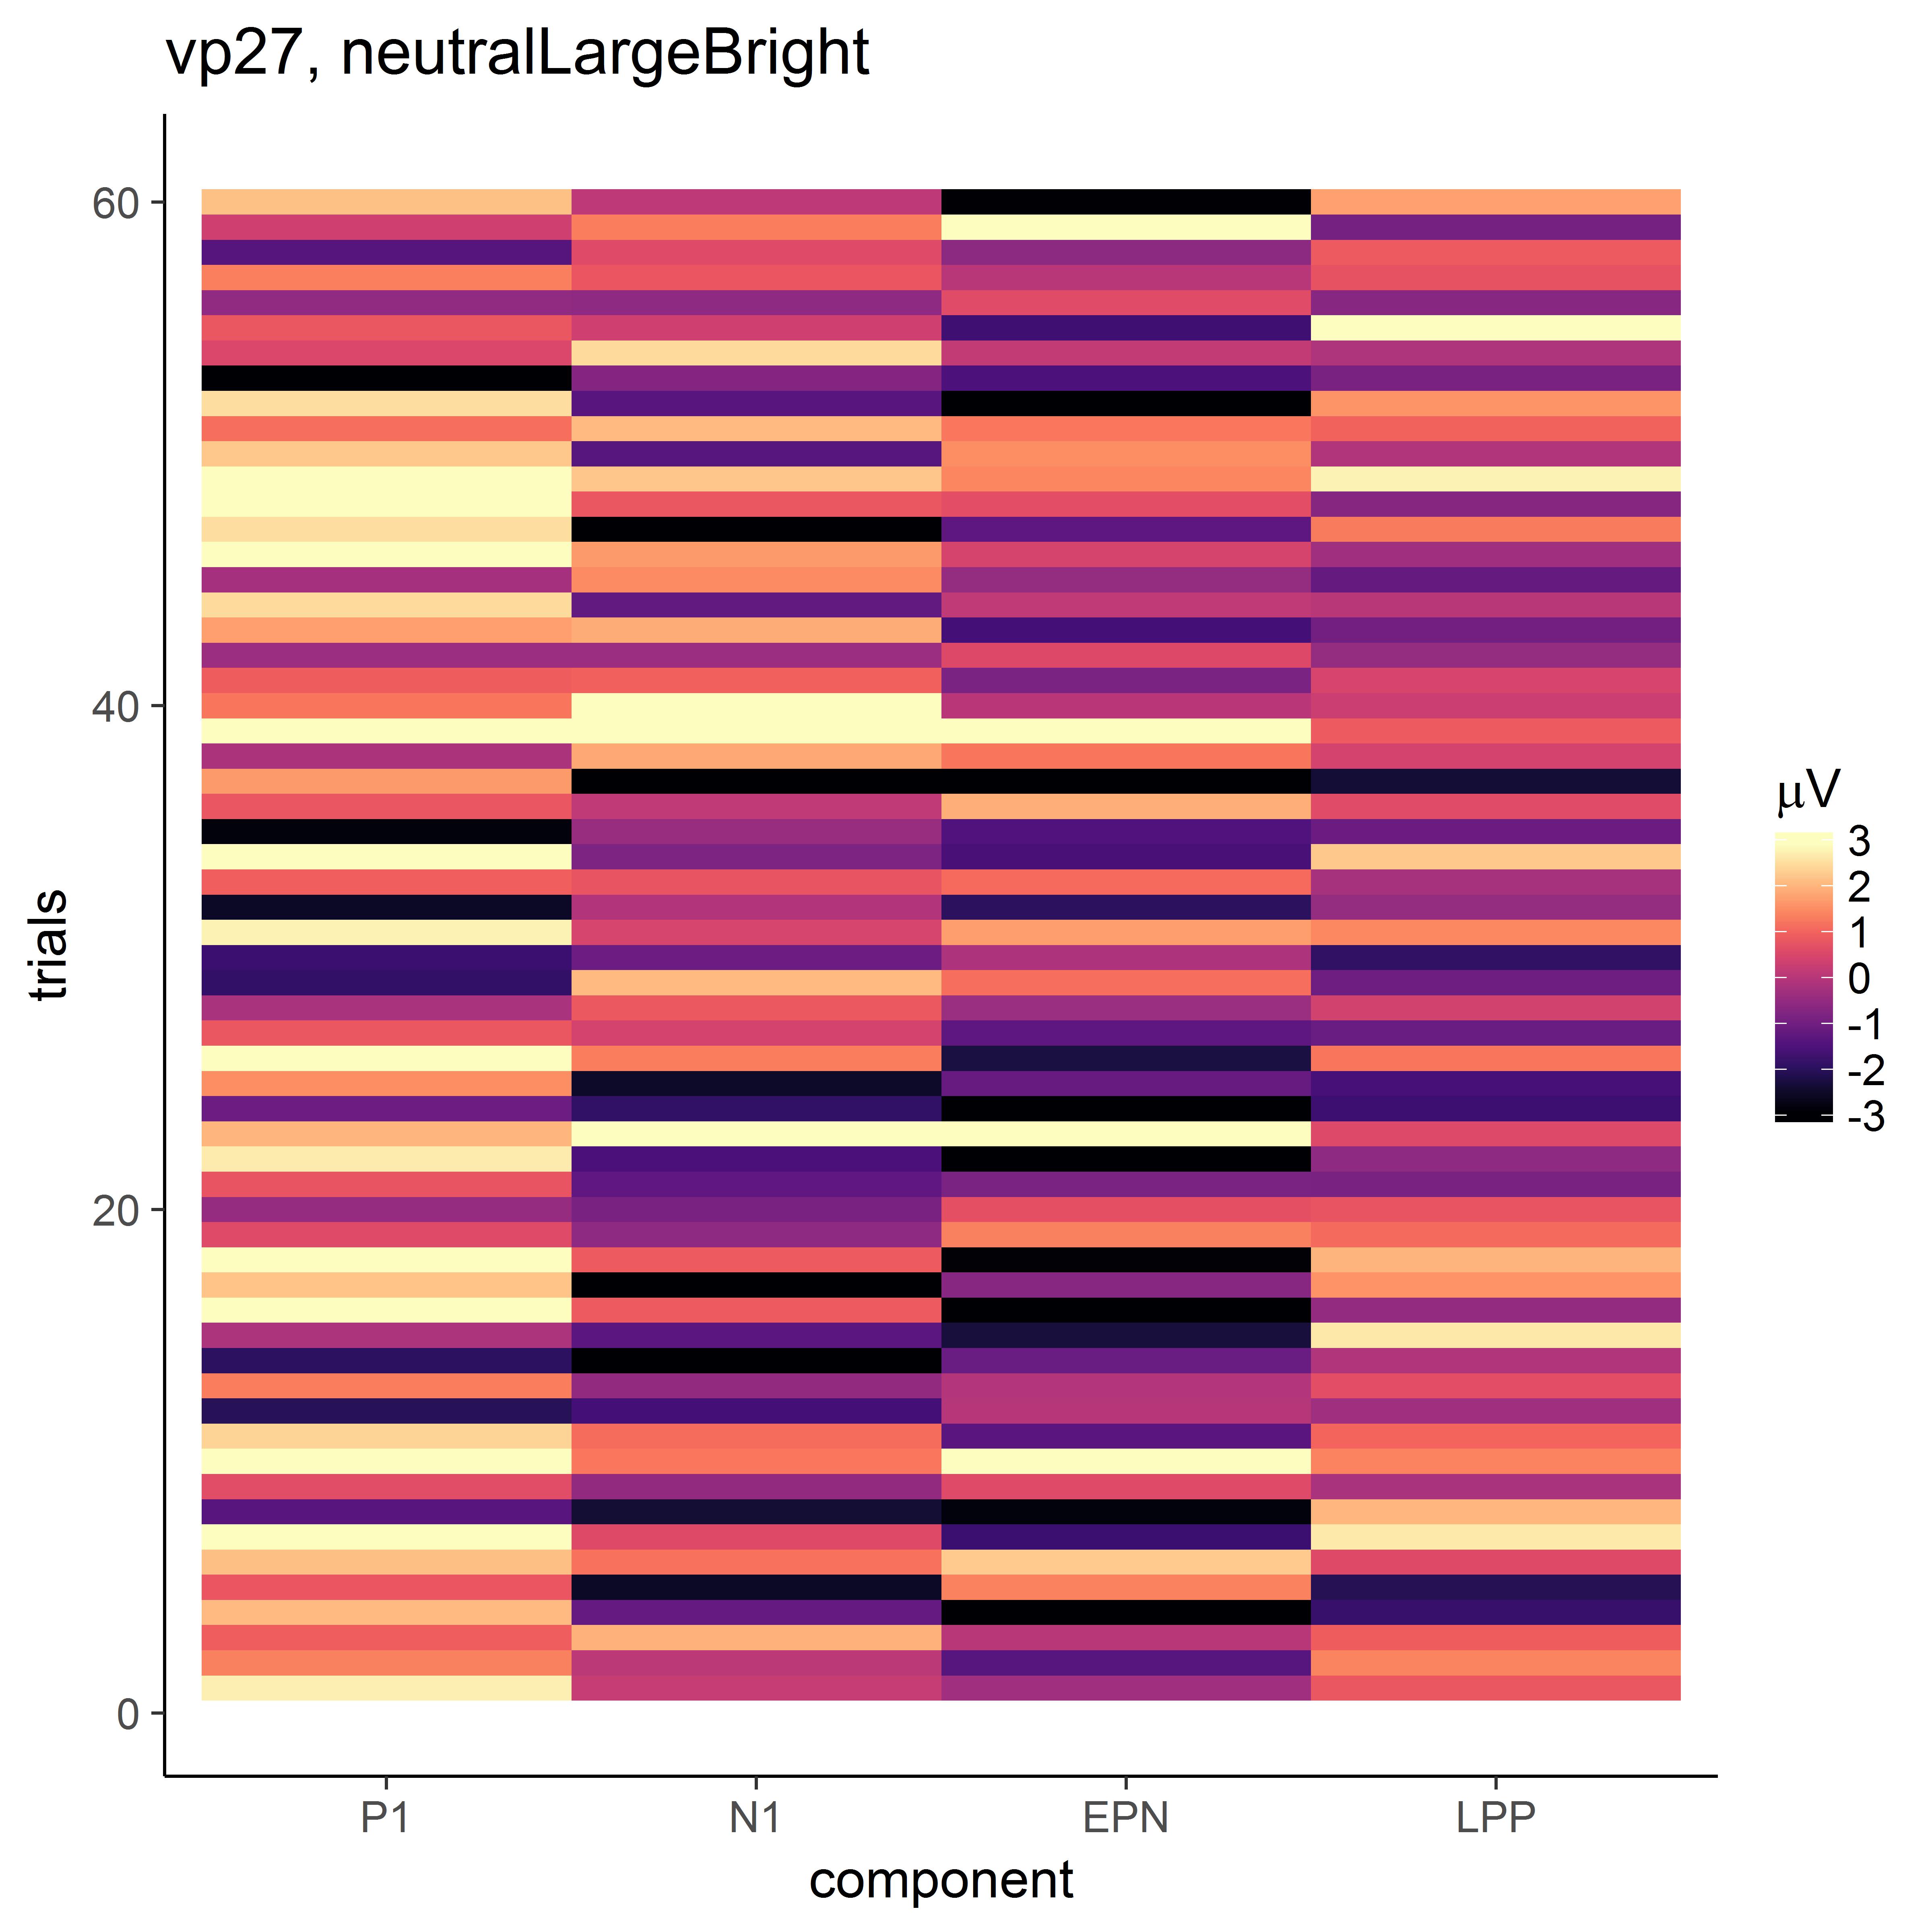 vp27, neutralLargeBright
60
40
20
0
trials
P1 N1 EPN LPP
component
μV
3
2
1
0
-1
-2
-3